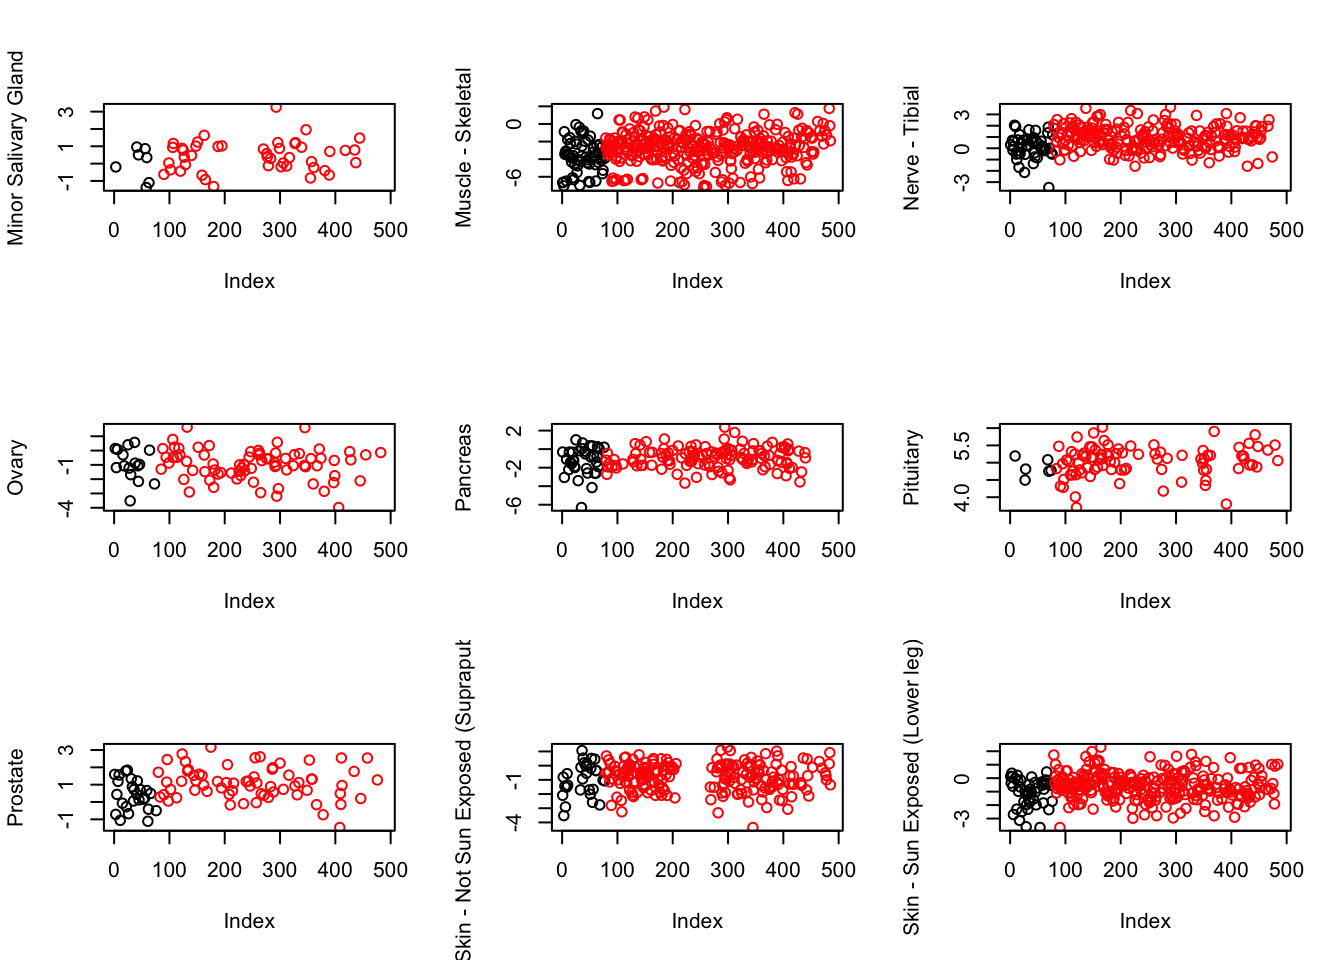 Minor Salivary Gland
3
1
-1
0 100 200 300 400 500
Index
Muscle - Skeletal
0
-6
0 100 200 300 400 500
Index
Nerve - Tibial
3
0
-3
0 100 200 300 400 500
Index
Ovary
-1
-4
0 100 200 300 400 500
Index
Pancreas
2
-2
-6
0 100 200 300 400 500
Index
Pituitary
5.5
4.0
0 100 200 300 400 500
Index
Prostate
3
1
-1
0 100 200 300 400 500
Index
Skin - Not Sun Exposed (Suprapub
-1
-4
0 100 200 300 400 500
Index
Skin - Sun Exposed (Lower leg)
0
-3
0 100 200 300 400 500
Index